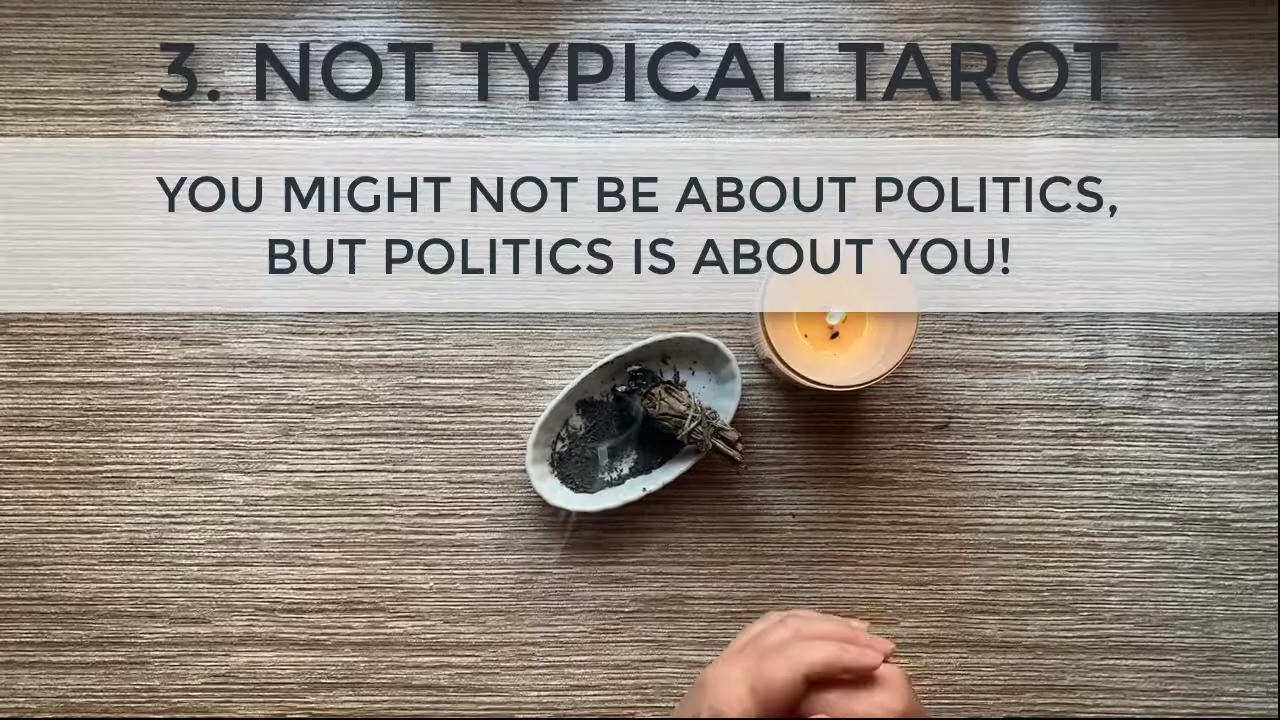 3. NOT TYPICAL TAROT
YOU MIGHT NOT BE ABOUT POLITICS,
BUT POLITICS IS ABOUT YOU!